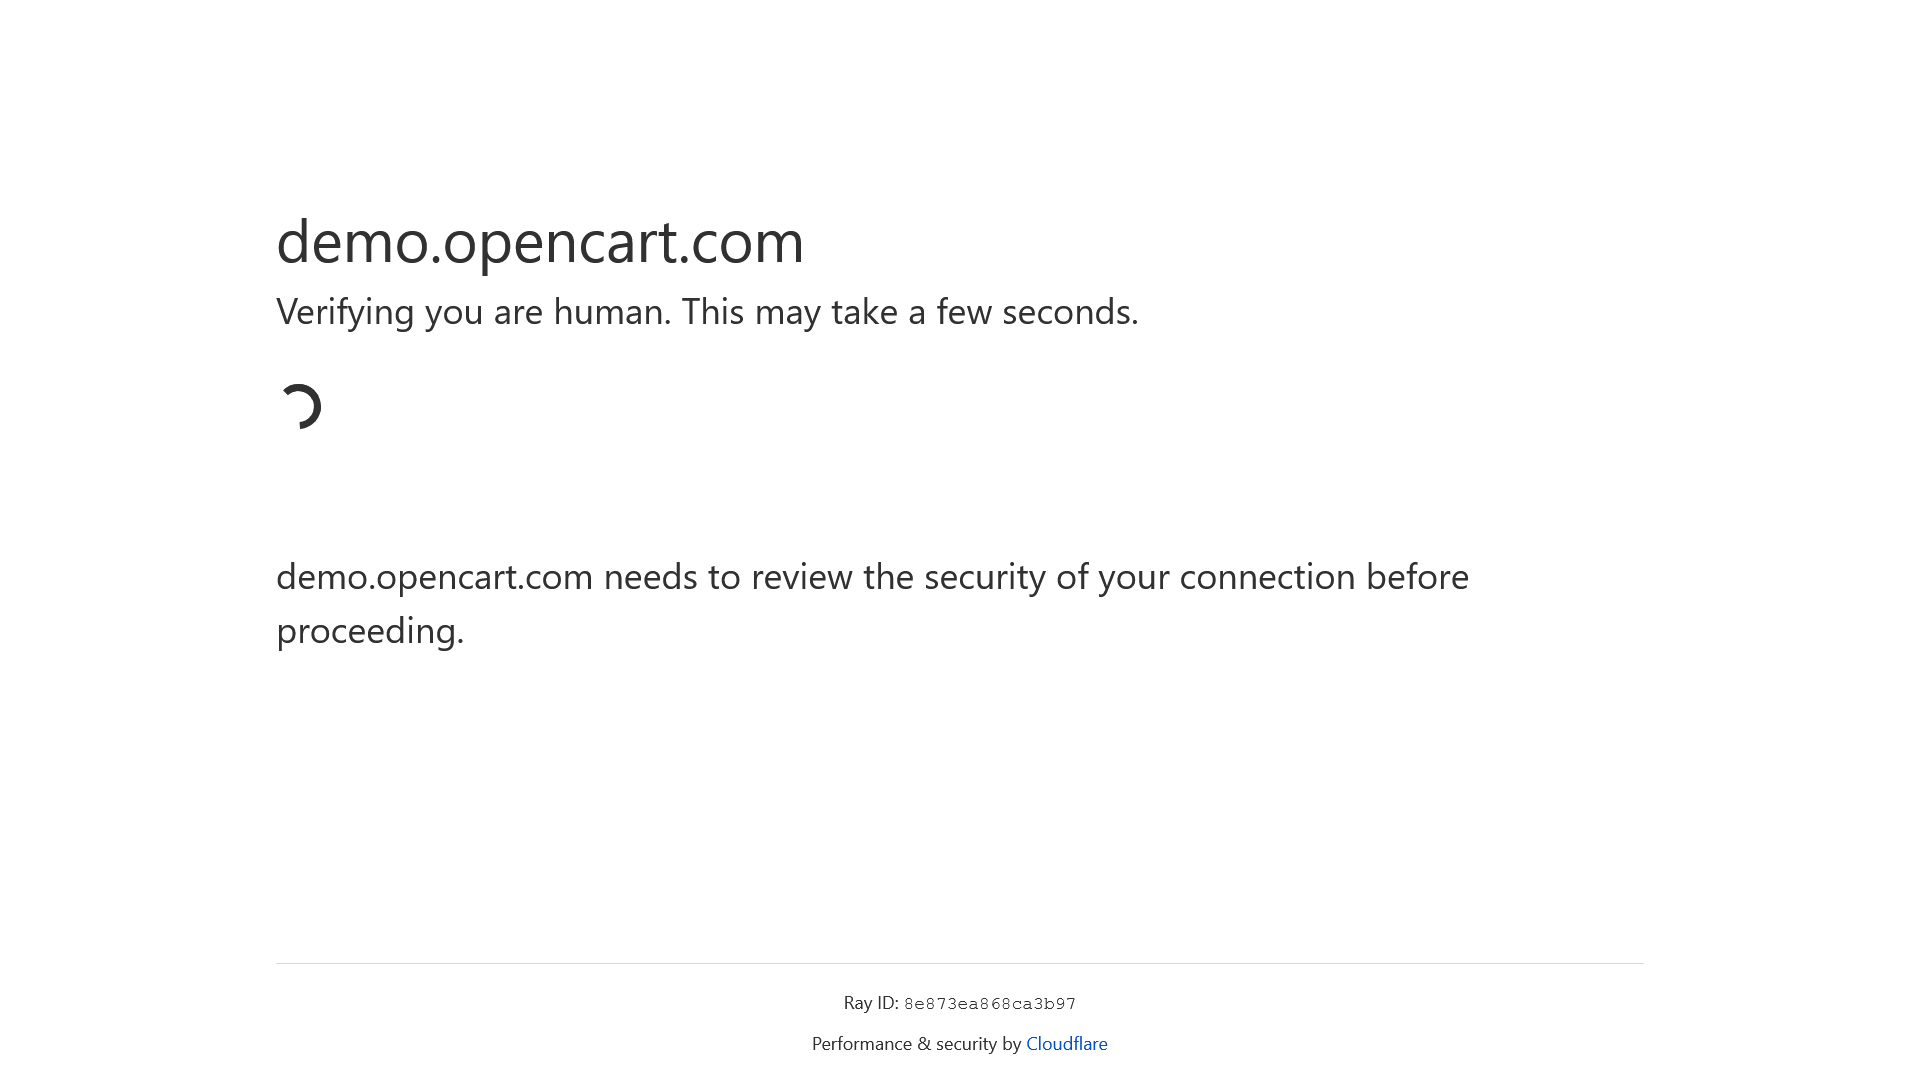 demo.opencart.com
Verifying you are human. This may take a few seconds.
demo.opencart.com needs to review the security of your connection before
proceeding.
Ray ID: 8e873ea868ca3b97
Performance & security by Cloudflare